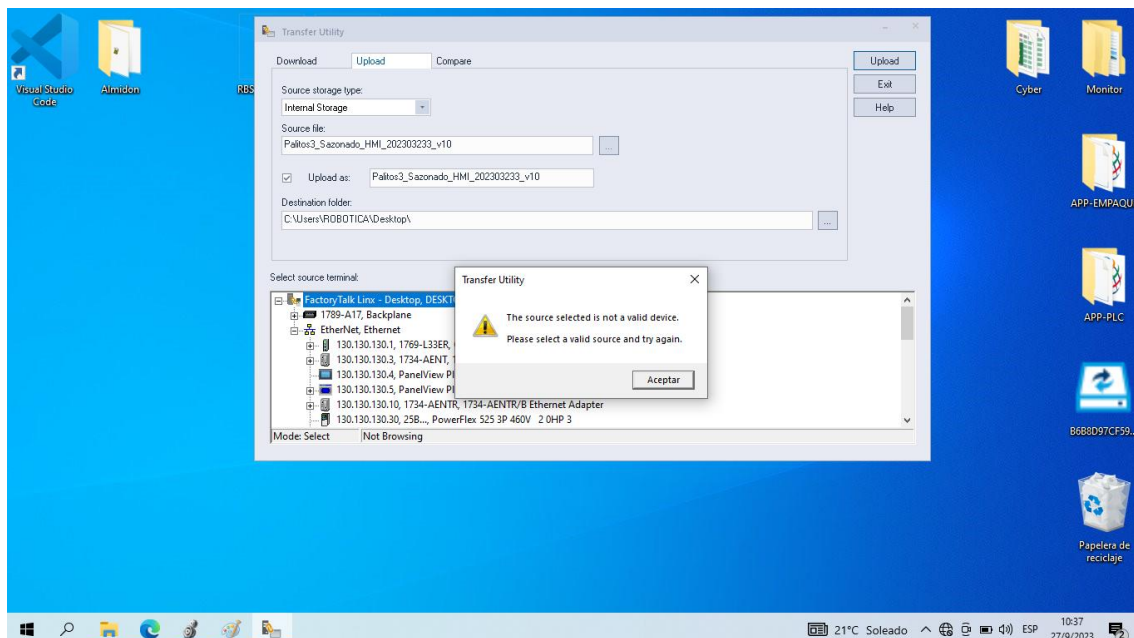 Visual Studio
Code
Almidon
RBS
Transfer Utility
Download Upload Compare
Upload
Exit
Help
Source storage type:
Internal Storage
Source file:
Palitos3_Sazonado_HMI_202303233_v10
...
Upload as: Palitos3_Sazonado_HMI_202303233_v10
Destination folder:
C:\Users\ROBOTICA\Desktop\
...
Select source terminal:
FactoryTalk Linx - Desktop, DESKT
1789-A17, Backplane
EtherNet, Ethernet
130.130.130.1, 1769-L33ER,
130.130.130.3, 1734-AENT, 1
130.130.130.4, PanelView Pl
130.130.130.5, PanelView Pl
130.130.130.10, 1734-AENTR, 1734-AENTR/B Ethernet Adapter
130.130.130.30, 25B..., PowerFlex 525 3P 460V 2.0HP 3
Mode: Select Not Browsing
Transfer Utility
The source selected is not a valid device.
Please select a valid source and try again.
Aceptar
Cyber
Monitor
APP-EMPAQU
APP-PLC
B6B8D97CF59...
Papelera de
reciclaje
21°C Soleado
ESP
10:37
27/9/2023